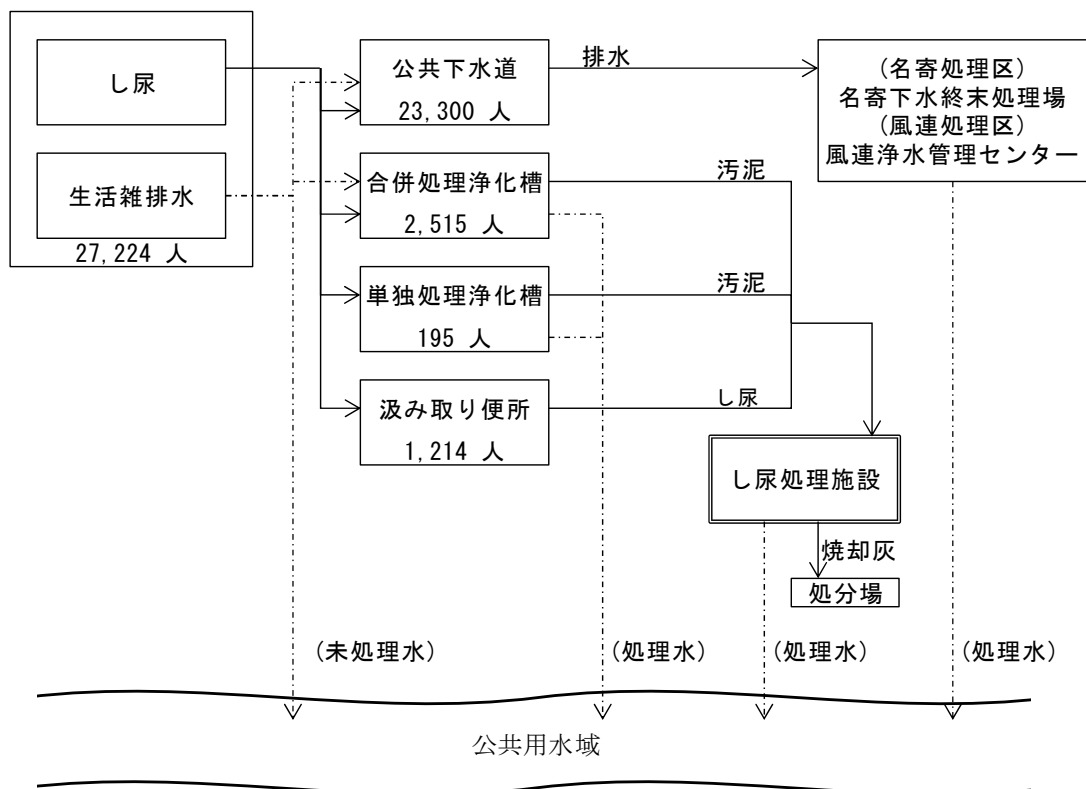 し尿
生活雑排水
27,224 人
公共下水道
23,300 人
合併処理浄化槽
2,515 人
単独処理浄化槽
195 人
汲み取り便所
1,214 人
排水
汚泥
汚泥
し尿
(名寄処理区)
名寄下水終末処理場
(風連処理区)
風連浄水管理センター
し尿処理施設
焼却灰
処分場
(未処理水)
(処理水)
(処理水)
(処理水)
公共用水域